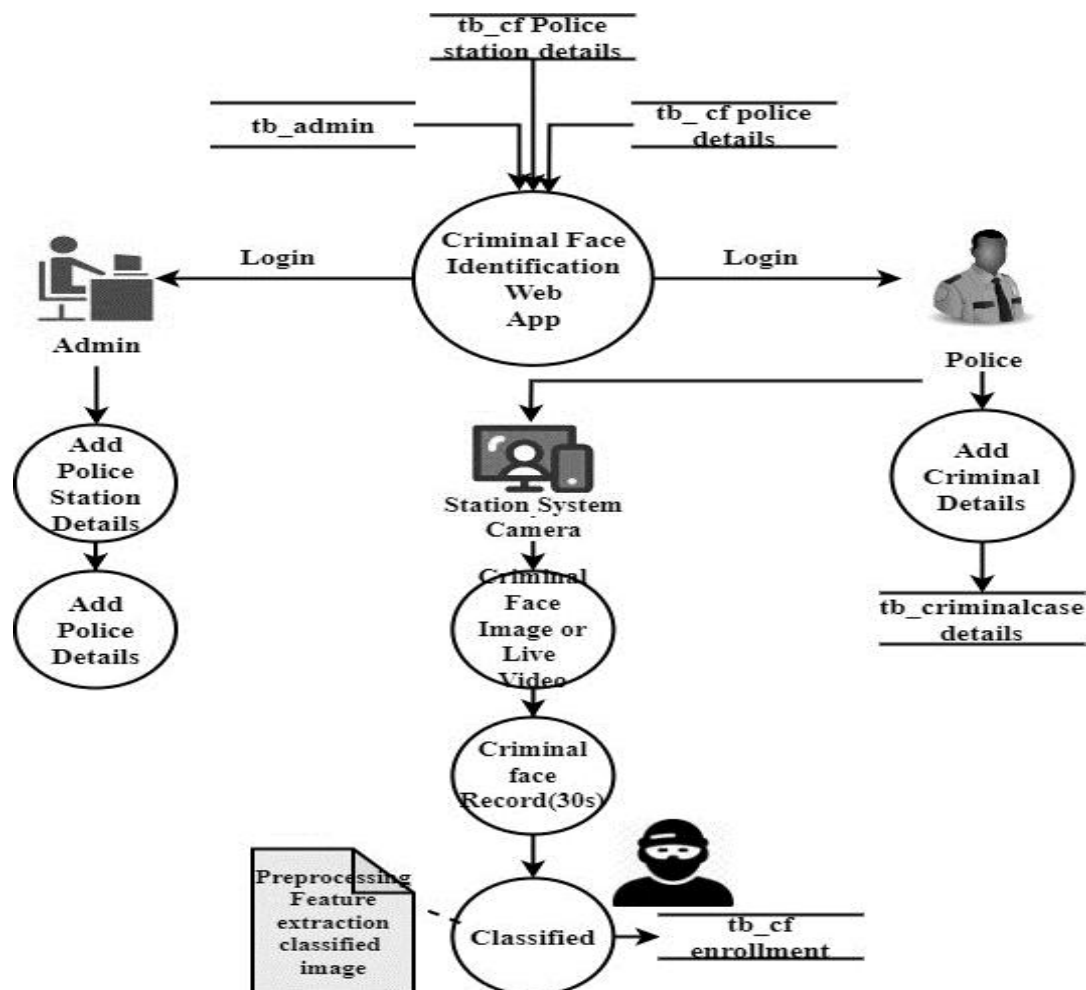 tb_cf Police
station details
tb_admin
tb_ cf police
details
Criminal Face
Identification
Web
App
Login
Login
Admin
Police
Add
Police
Station
Details
Station System
Camera
Add
Criminal
Details
Criminal
Face
Image or
Live
Video
Add
Police
Details
tb_criminalcase
details
Criminal
face
Record(30s)
Preprocessing
Feature
extraction
classified
image
Classified
tb_cf
enrollment